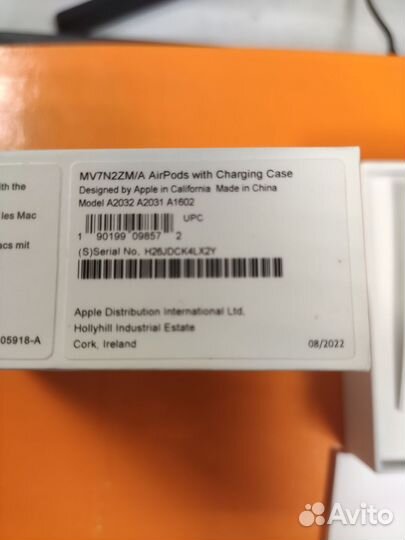 MV7N2ZM/A AirPods with Charging Case
Designed by Apple in California Made in China
Model A2032 A2031 A1602
UPC
1 90199 09857 2
(S)Serial No. H26JDCK4LX2Y
Apple Distribution International Ltd.
Hollyhill Industrial Estate
Cork, Ireland
08/2022
th the
les Mac
acs mit
05918-A
Avito